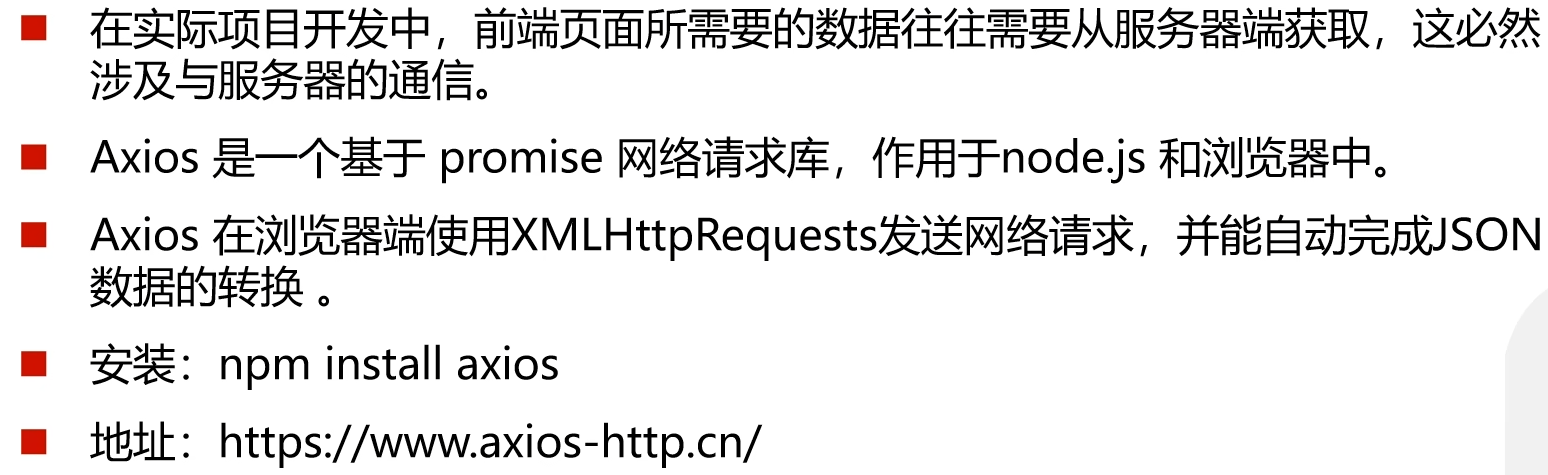 在实际项目开发中，前端页面所需要的数据往往需要从服务器端获取，这必然
涉及与服务器的通信。
Axios 是一个基于 promise 网络请求库，作用于node.js 和浏览器中。
Axios 在浏览器端使用XMLHttpRequests发送网络请求，并能自动完成JSON
数据的转换 。
安装：npm install axios
地址：https://www.axios-http.cn/